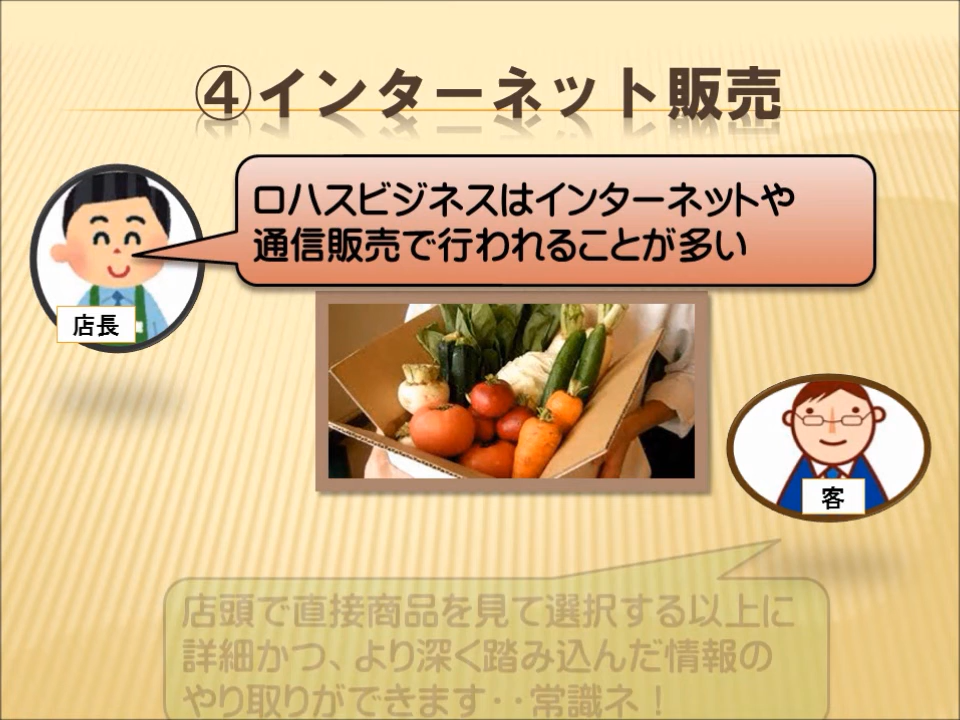 ④インターネット販売
ロハスビジネスはインターネットや
通信販売で行われることが多い
店長
客
店頭で直接商品を見て選択する以上に
詳細かつ、より深く踏み込んだ情報の
やり取りができます・・常識ネ！